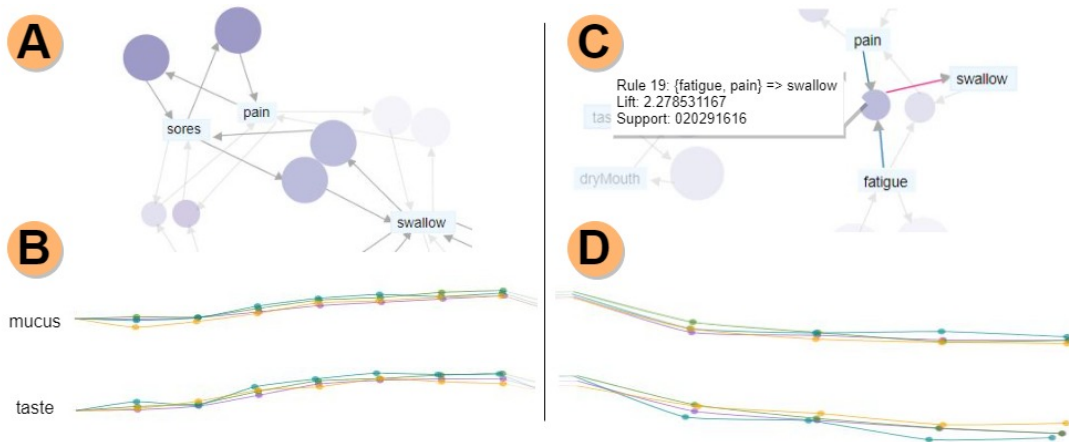 A
pain
sores
swallow
B
mucus
taste
C
pain
swallow
Rule 19: {fatigue, pain} => swallow
Lift: 2.278531167
Support: 020291616
tas
dryMouth
fatigue
D